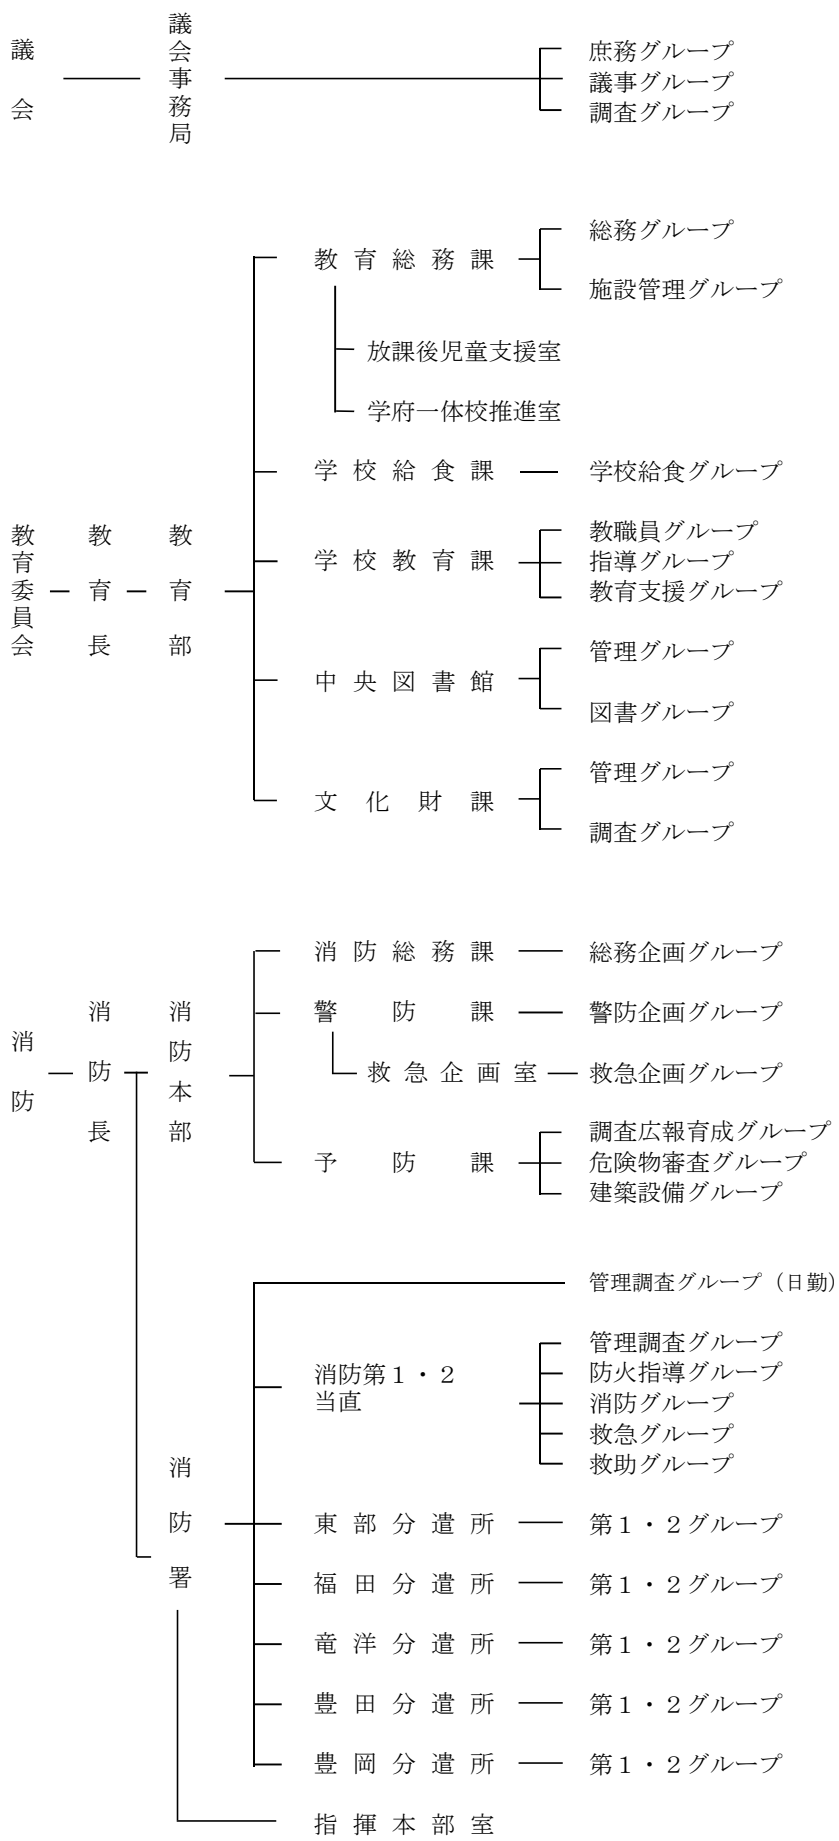 議会
議会事務局
庶務グループ
議事グループ
調査グループ
教育委員会
教育長
教育部
教育総務課
総務グループ
施設管理グループ
放課後児童支援室
学府一体校推進室
学校給食課
学校給食グループ
学校教育課
教職員グループ
指導グループ
教育支援グループ
中央図書館
管理グループ
図書グループ
文化財課
管理グループ
調査グループ
消防
消防長
消防本部
消防総務課
総務企画グループ
警防課
警防企画グループ
救急企画室
救急企画グループ
予防課
調査広報育成グループ
危険物審査グループ
建築設備グループ
消防署
管理調査グループ（日勤）
消防第１・２
当直
管理調査グループ
防火指導グループ
消防グループ
救急グループ
救助グループ
東部分遣所
第１・２グループ
福田分遣所
第１・２グループ
竜洋分遣所
第１・２グループ
豊田分遣所
第１・２グループ
豊岡分遣所
第１・２グループ
指揮本部室